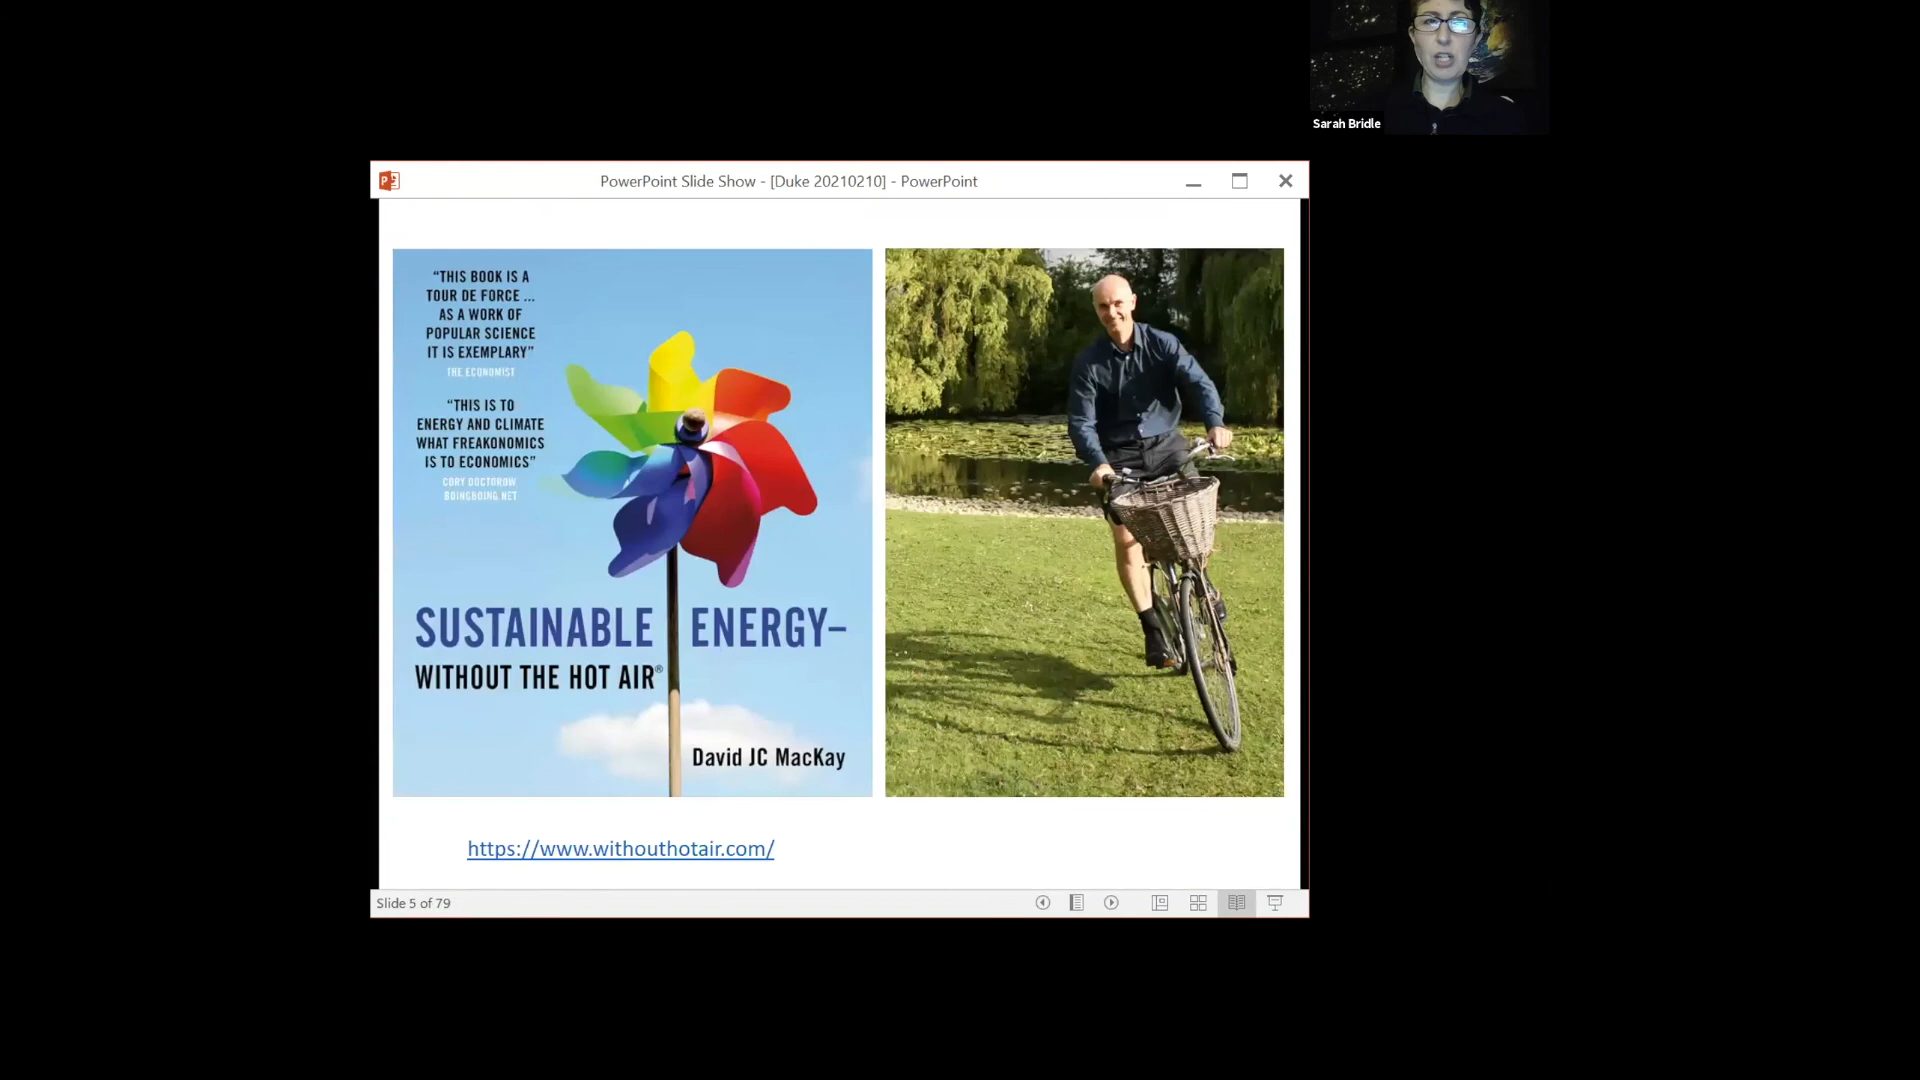 Sarah Bridle
PowerPoint Slide Show - [Duke 20210210] - PowerPoint
“THIS BOOK IS A
TOUR DE FORCE ...
AS A WORK OF
POPULAR SCIENCE
IT IS EXEMPLARY”
THE ECONOMIST
“THIS IS TO
ENERGY AND CLIMATE
WHAT FREAKONOMICS
IS TO ECONOMICS”
CORY DOCTOROW
BOINGBOING.NET
SUSTAINABLE ENERGY–
WITHOUT THE HOT AIR®
David JC MacKay
https://www.withouthotair.com/
Slide 5 of 79